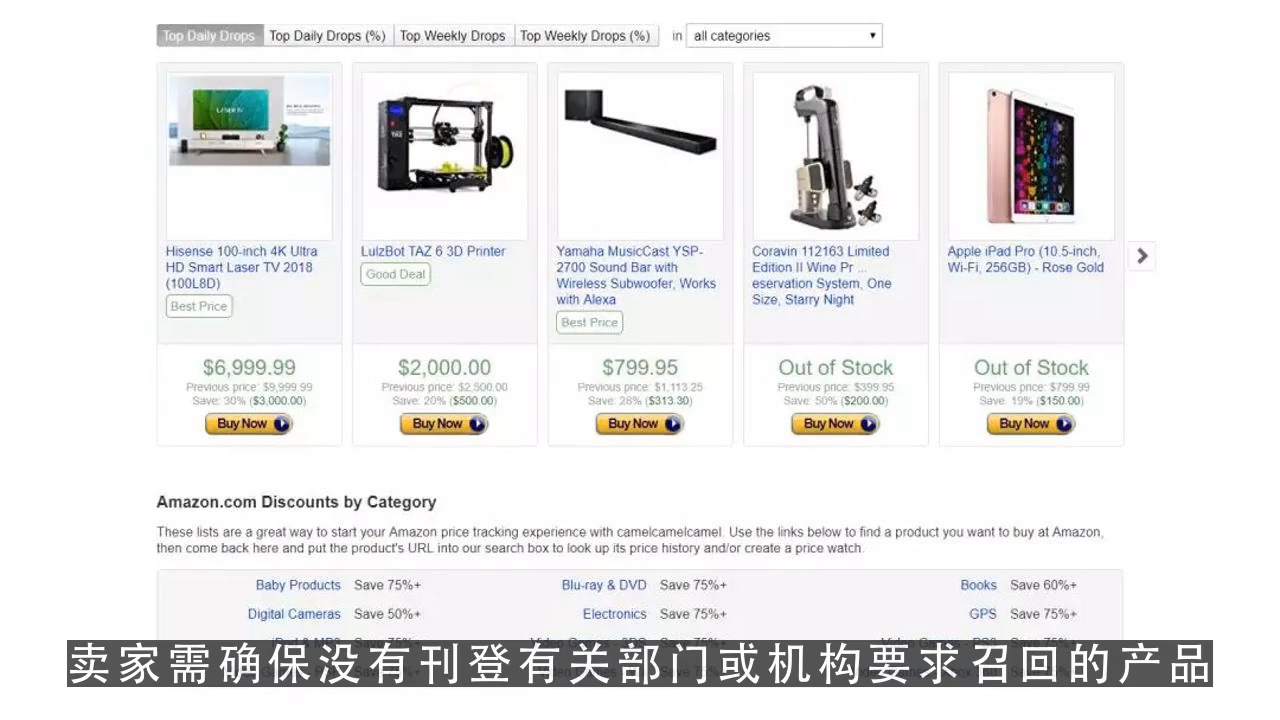 Top Daily Drops Top Daily Drops (%) Top Weekly Drops Top Weekly Drops (%) in all categories
Hisense 100-inch 4K Ultra
HD Smart Laser TV 2018
(100L8D)
Best Price
$6,999.99
Previous price: $9,999.99
Save: 30% ($3,000.00)
Buy Now
LulzBot TAZ 6 3D Printer
Good Deal
$2,000.00
Previous price: $2,500.00
Save: 20% ($500.00)
Buy Now
Yamaha MusicCast YSP-
2700 Sound Bar with
Wireless Subwoofer, Works
with Alexa
Best Price
$799.95
Previous price: $1,113.25
Save: 28% ($313.30)
Buy Now
Coravin 112163 Limited
Edition II Wine Pr ...
eservation System, One
Size, Starry Night
Out of Stock
Previous price: $399.95
Save: 50% ($200.00)
Buy Now
Apple iPad Pro (10.5-inch,
Wi-Fi, 256GB) - Rose Gold
Out of Stock
Previous price: $799.99
Save: 19% ($150.00)
Buy Now
Amazon.com Discounts by Category
These lists are a great way to start your Amazon price tracking experience with camelcamelcamel. Use the links below to find a product you want to buy at Amazon,
then come back here and put the product's URL into our search box to look up its price history and/or create a price watch.
Baby Products Save 75%+ Blu-ray & DVD Save 75%+ Books Save 60%+
Digital Cameras Save 50%+ Electronics Save 75%+ GPS Save 75%+
卖家需确保没有刊登有关部门或机构要求召回的产品